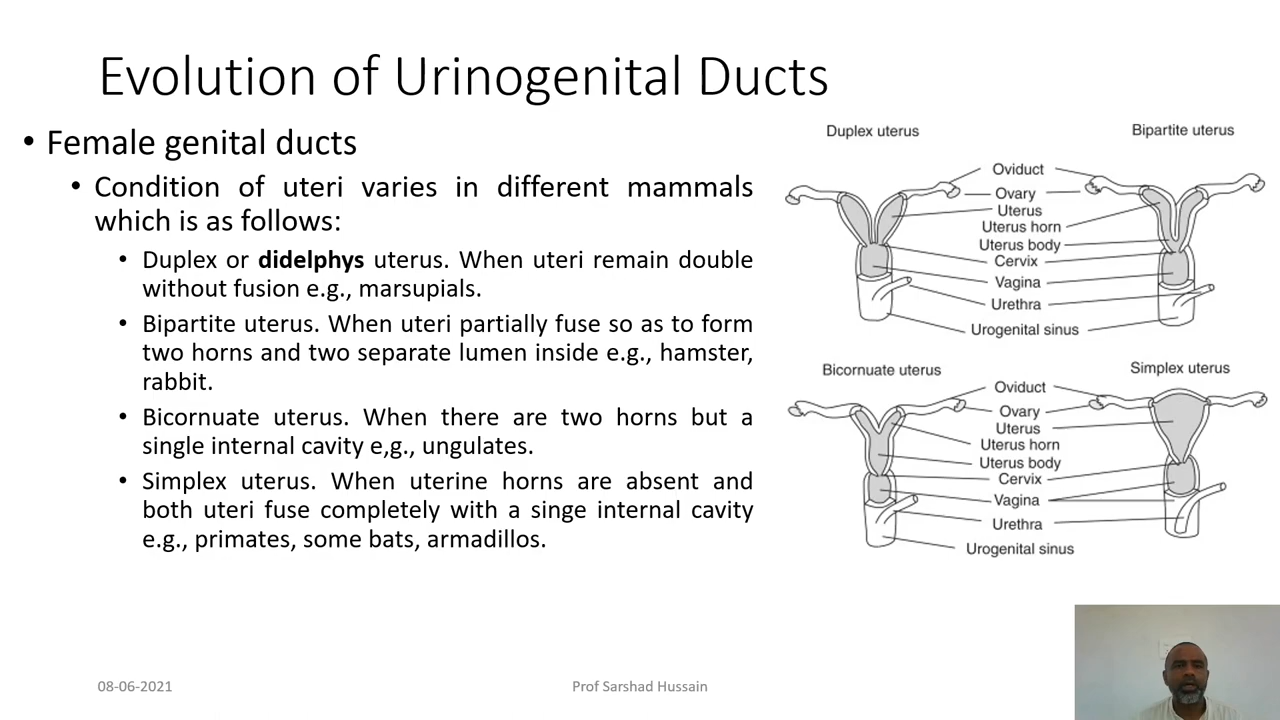 Evolution of Urinogenital Ducts
• Female genital ducts
• Condition of uteri varies in different mammals
which is as follows:
• Duplex or didelphys uterus. When uteri remain double
without fusion e.g., marsupials.
• Bipartite uterus. When uteri partially fuse so as to form
two horns and two separate lumen inside e.g., hamster,
rabbit.
• Bicornuate uterus. When there are two horns but a
single internal cavity e,g., ungulates.
• Simplex uterus. When uterine horns are absent and
both uteri fuse completely with a singe internal cavity
e.g., primates, some bats, armadillos.
Duplex uterus
Bipartite uterus
Oviduct
Ovary
Uterus
Uterus horn
Uterus body
Cervix
Vagina
Urethra
Urogenital sinus
Bicornuate uterus
Simplex uterus
Oviduct
Ovary
Uterus
Uterus horn
Uterus body
Cervix
Vagina
Urethra
Urogenital sinus
08-06-2021
Prof Sarshad Hussain